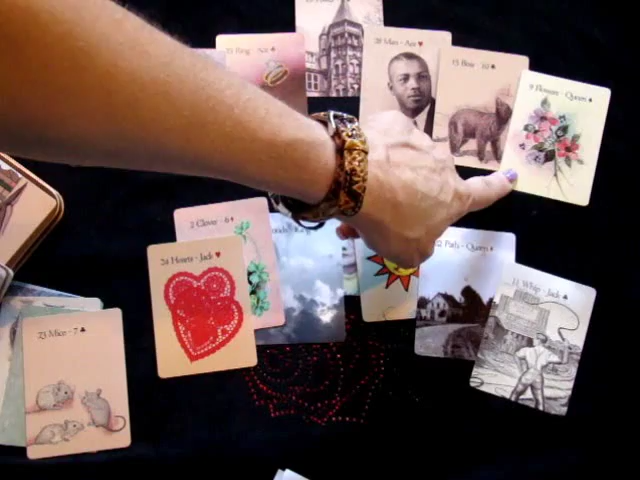 25 Ring - Ace ♣
28 Man - Ace ♥
15 Bear - 10 ♣
9 Flowers - Queen ♠
2 Clover - 6 ♦
24 Hearts - Jack ♥
22 Paths - Queen ♦
11 Whip - Jack ♣
23 Mice - 7 ♣